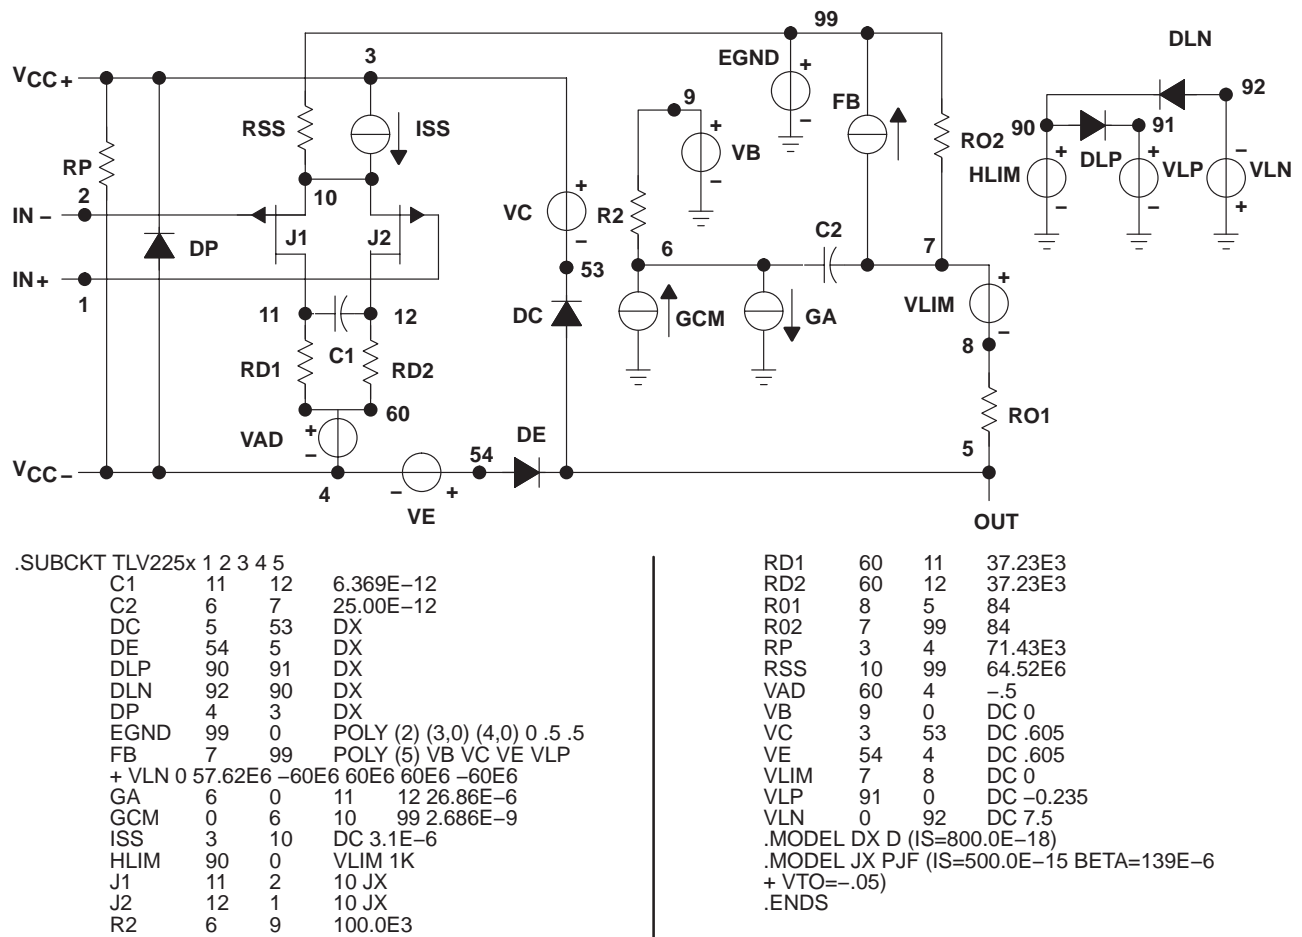 99
DLN
3
VCC+
EGND
+
−
9
FB
92
RSS
ISS
+
VB
−
RO2
90
91
RP
DLP
+
HLIM
−
+
VLP
−
−
VLN
+
2
10
IN −
J1
J2
VC
+
−
R2
C2
6
7
DP
IN+
1
53
+
VLIM
−
11
12
DC
GCM
GA
8
C1
RD1
RD2
60
RO1
VAD
+
−
DE
54
5
VCC−
4
−
+
VE
OUT
.SUBCKT TLV225x 1 2 3 4 5
C1 11 12 6.369E−12
C2 6 7 25.00E−12
DC 5 53 DX
DE 54 5 DX
DLP 90 91 DX
DLN 92 90 DX
DP 4 3 DX
EGND 99 0 POLY (2) (3,0) (4,0) 0 .5 .5
FB 7 99 POLY (5) VB VC VE VLP
+ VLN 0 57.62E6 −60E6 60E6 60E6 −60E6
GA 6 0 11 12 26.86E−6
GCM 0 6 10 99 2.686E−9
ISS 3 10 DC 3.1E−6
HLIM 90 0 VLIM 1K
J1 11 2 10 JX
J2 12 1 10 JX
R2 6 9 100.0E3
RD1 60 11 37.23E3
RD2 60 12 37.23E3
R01 8 5 84
R02 7 99 84
RP 3 4 71.43E3
RSS 10 99 64.52E6
VAD 60 4 −.5
VB 9 0 DC 0
VC 3 53 DC .605
VE 54 4 DC .605
VLIM 7 8 DC 0
VLP 91 0 DC −0.235
VLN 0 92 DC 7.5
.MODEL DX D (IS=800.0E−18)
.MODEL JX PJF (IS=500.0E−15 BETA=139E−6
+ VTO=−.05)
.ENDS